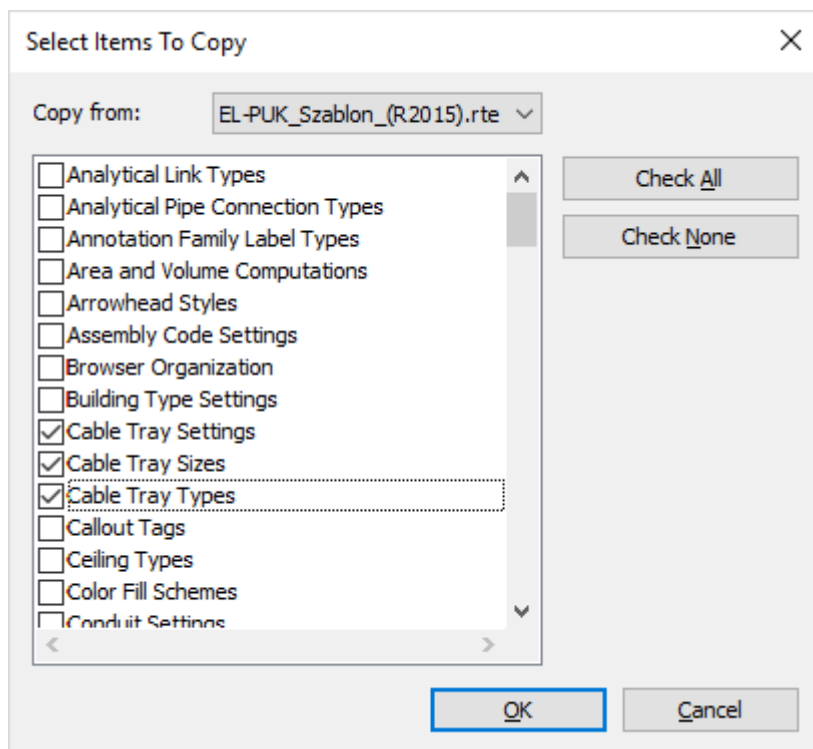 Select Items To Copy
Copy from:
EL-PUK_Szablon_(R2015).rte
Analytical Link Types
Analytical Pipe Connection Types
Annotation Family Label Types
Area and Volume Computations
Arrowhead Styles
Assembly Code Settings
Browser Organization
Building Type Settings
Cable Tray Settings
Cable Tray Sizes
Cable Tray Types
Callout Tags
Ceiling Types
Color Fill Schemes
Conduit Settings
Check All
Check None
OK
Cancel